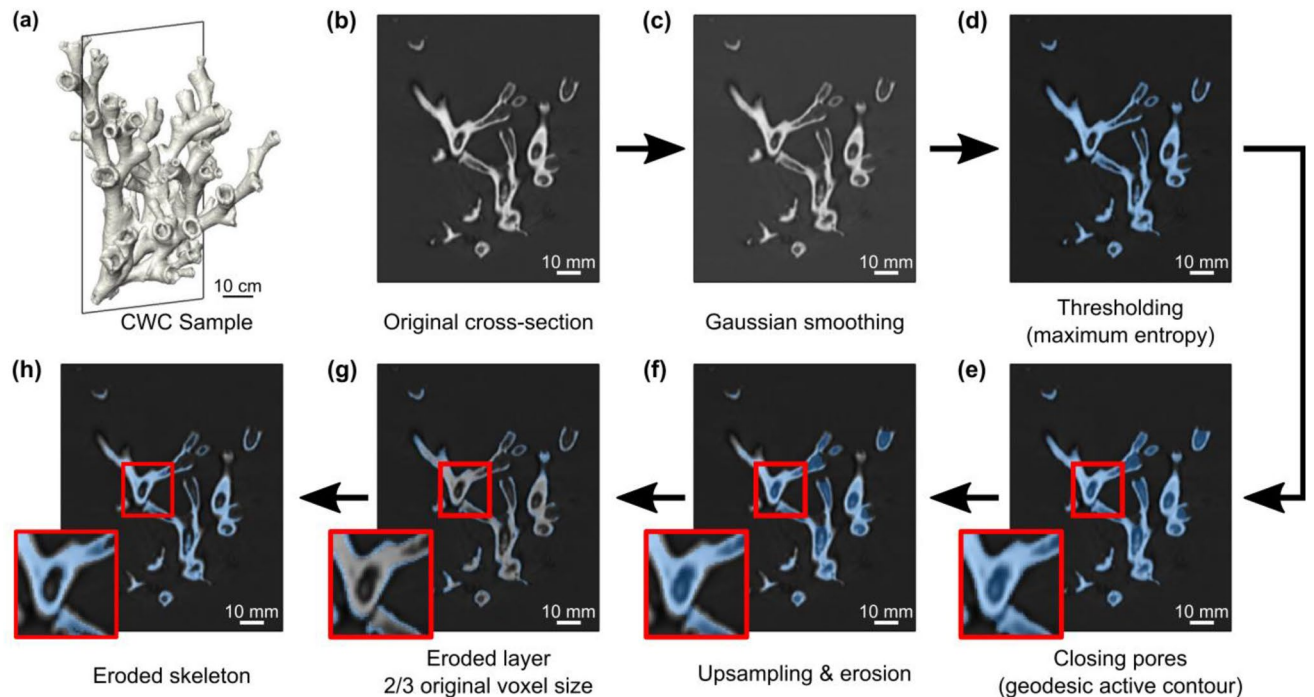 (a)
10 cm
CWC Sample
(b)
10 mm
Original cross-section
(c)
10 mm
Gaussian smoothing
(d)
10 mm
Thresholding
(maximum entropy)
(h)
10 mm
Eroded skeleton
(g)
10 mm
Eroded layer
2/3 original voxel size
(f)
10 mm
Upsampling & erosion
(e)
10 mm
Closing pores
(geodesic active contour)